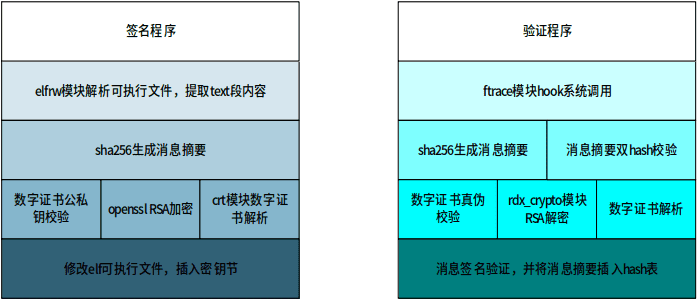 签名程序
elfrw模块解析可执行文件，提取text段内容
sha256生成消息摘要
数字证书公私
钥校验
openssl RSA加密
crt模块数字证
书解析
修改elf可执行文件，插入密钥节
验证程序
ftrace模块hook系统调用
sha256生成消息摘要
消息摘要双hash校验
数字证书真伪
校验
rdx_crypto模块
RSA解密
数字证书解析
消息签名验证，并将消息摘要插入hash表